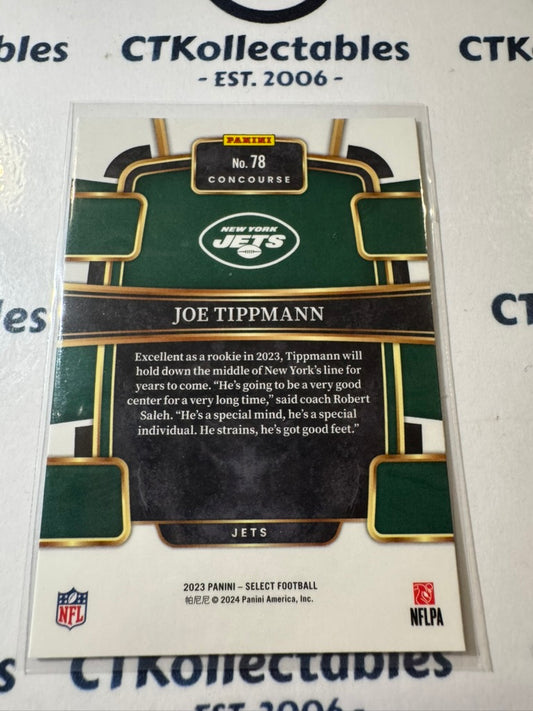 bles
CTKollectables
CTK
- EST. 2006 -
PANINI
No. 78
CONCOURSE
NEW YORK
JETS
les
CTK
JOE TIPPMANN
Excellent as a rookie in 2023, Tippmann will
hold down the middle of New York's line for
years to come. “He's going to be a very good
center for a very long time,” said coach Robert
Saleh. “He's a special mind, he's a special
individual. He strains, he's got good feet.”
JETS
2023 PANINI – SELECT FOOTBALL
帕尼尼 © 2024 Panini America, Inc.
NFL
NFLPA
s
CTKollectables
C
EST. 2006 -